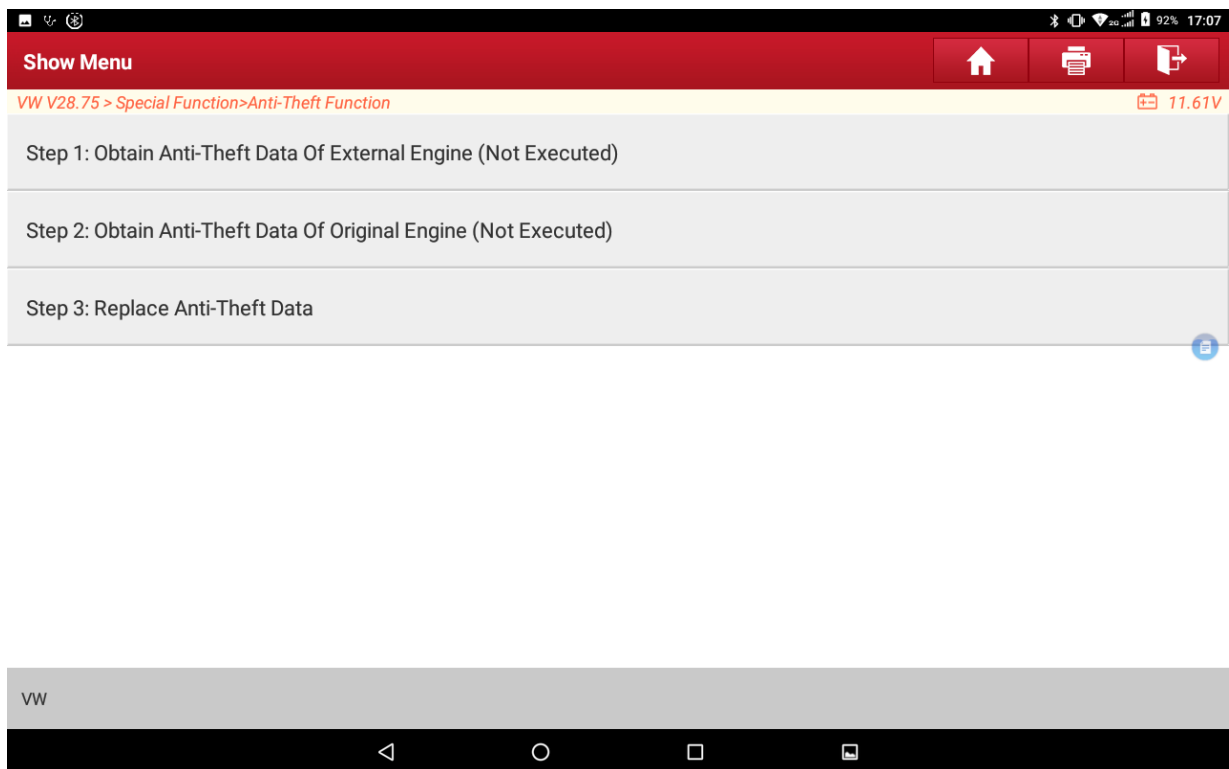 2G 92% 17:07
Show Menu
VW V28.75 > Special Function>Anti-Theft Function 11.61V
Step 1: Obtain Anti-Theft Data Of External Engine (Not Executed)
Step 2: Obtain Anti-Theft Data Of Original Engine (Not Executed)
Step 3: Replace Anti-Theft Data
VW